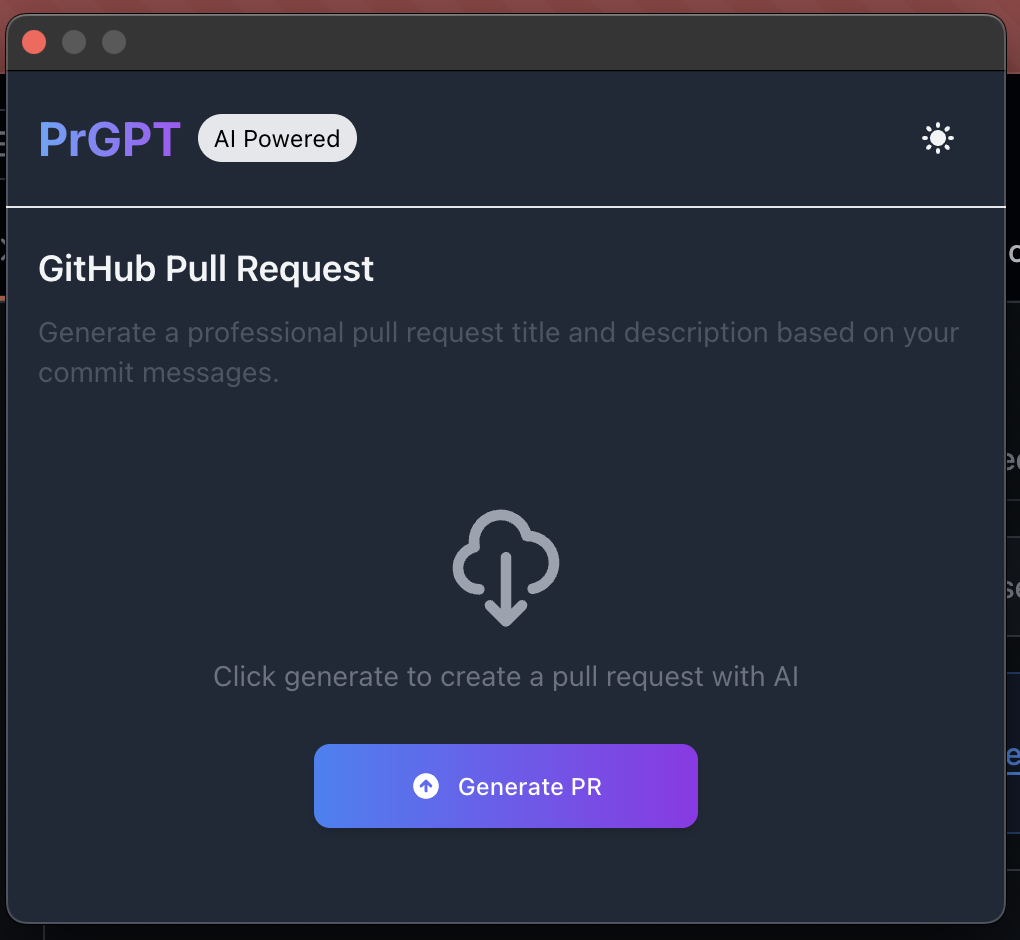 PrGPT AI Powered
GitHub Pull Request
Generate a professional pull request title and description based on your
commit messages.
Click generate to create a pull request with AI
Generate PR